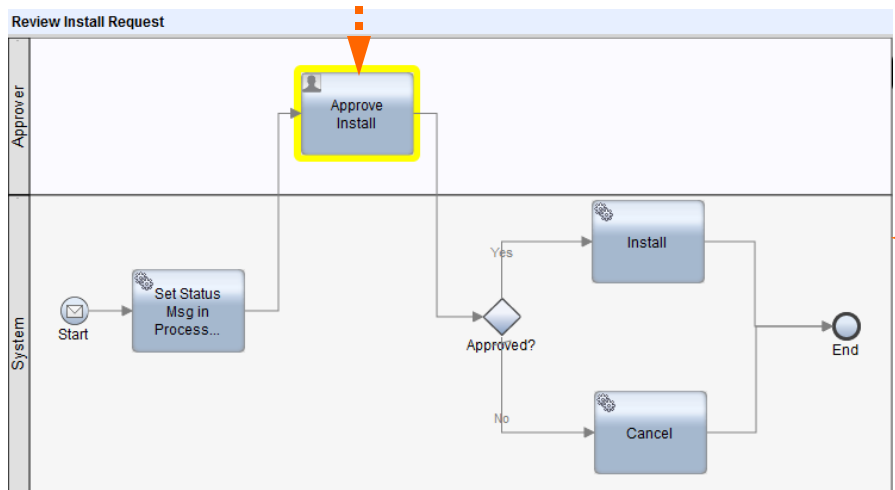 Review Install Request
Approver
Approve
Install
System
Start
Set Status
Msg in
Process...
Yes
Approved?
No
Install
Cancel
End